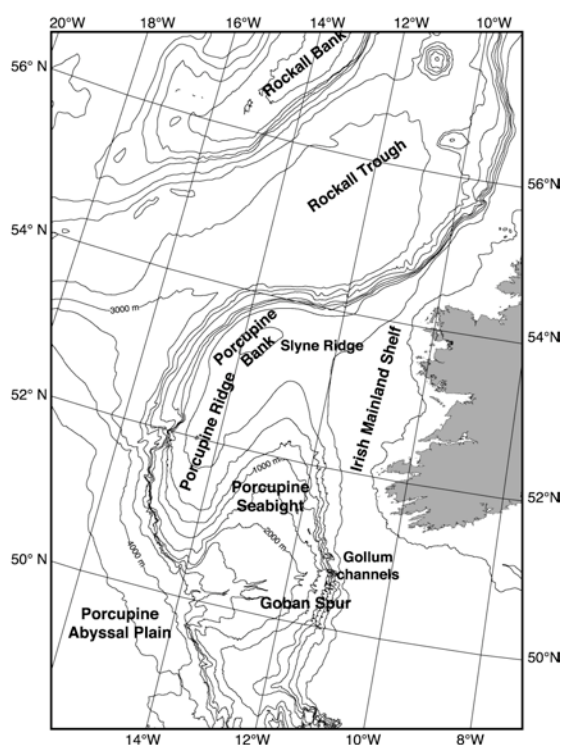 20°W 18°W 16°W 14°W 12°W 10°W
56° N
Rockall Bank
Rockall Trough
56° N
54° N
3000 m
Porcupine
Bank
Slyne Ridge
54° N
Irish Mainland Shelf
Porcupine Ridge
52° N
1000 m
Porcupine
Seabight
52° N
2000 m
4000 m
Gollum
channels
50° N
Goban Spur
Porcupine
Abyssal Plain
50° N
14°W 12°W 10°W 8°W